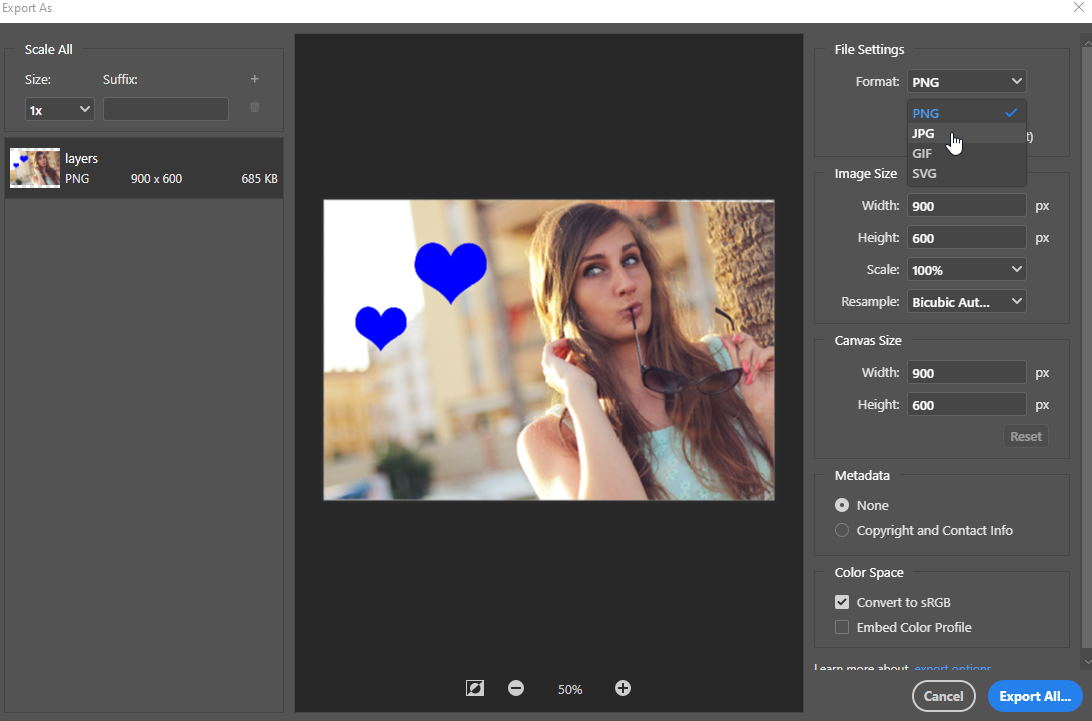 Export As
Scale All
Size:
Suffix:
1x
layers
PNG
900 x 600
685 KB
50%
File Settings
Format:
PNG
PNG
JPG
GIF
SVG
Image Size
Width:
900
px
Height:
600
px
Scale:
100%
Resample:
Bicubic Aut...
Canvas Size
Width:
900
px
Height:
600
px
Reset
Metadata
None
Copyright and Contact Info
Color Space
Convert to sRGB
Embed Color Profile
Learn more about export options
Cancel
Export All...